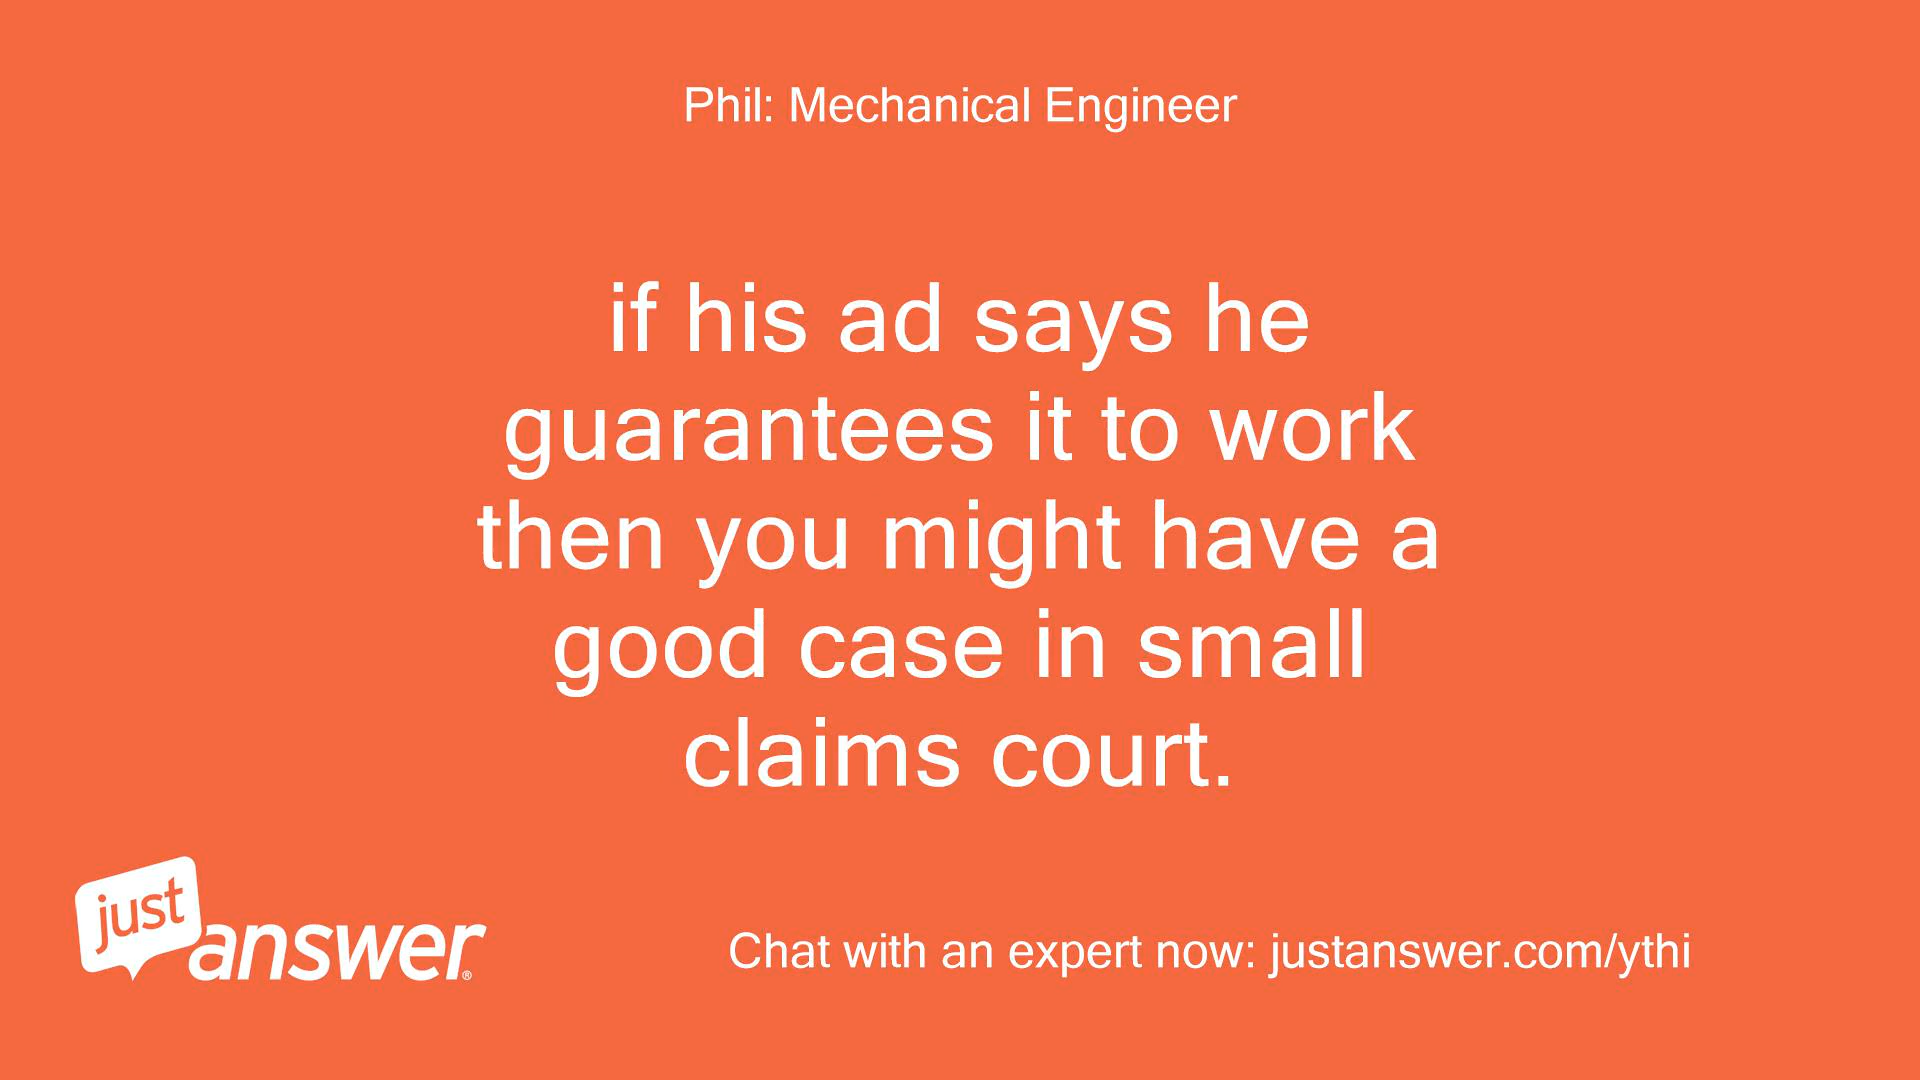 Phil: Mechanical Engineer
if his ad says he
guarantees it to work
then you might have a
good case in small
claims court.
just
answer®
Chat with an expert now: justanswer.com/ythi